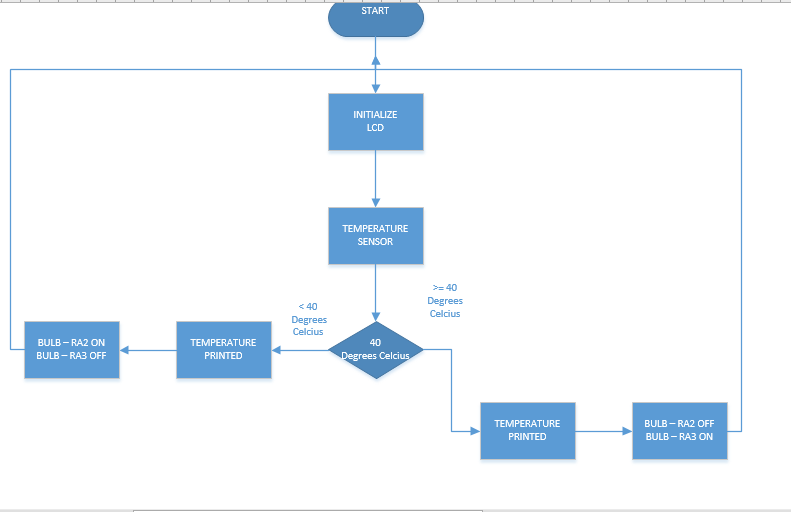 START
INITIALIZE
LCD
TEMPERATURE
SENSOR
>= 40
Degrees
Celcius
< 40
Degrees
Celcius
40
Degrees Celcius
BULB – RA2 ON
BULB – RA3 OFF
TEMPERATURE
PRINTED
TEMPERATURE
PRINTED
BULB – RA2 OFF
BULB – RA3 ON